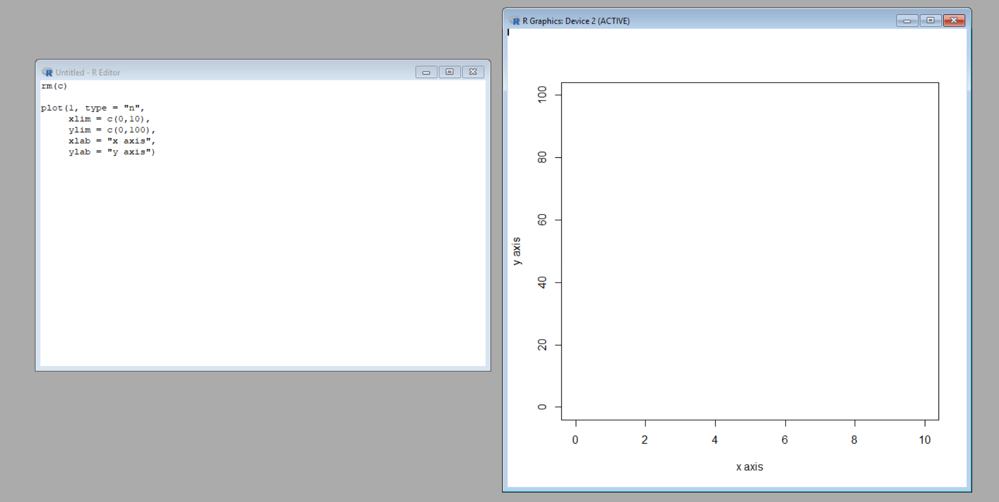 Untitled - R Editor
rm(c)
plot(1, type = "n",
xlim = c(0,10),
ylim = c(0,100),
xlab = "x axis",
ylab = "y axis")
R Graphics: Device 2 (ACTIVE)
100
80
60
40
20
0
y axis
0 2 4 6 8 10
x axis